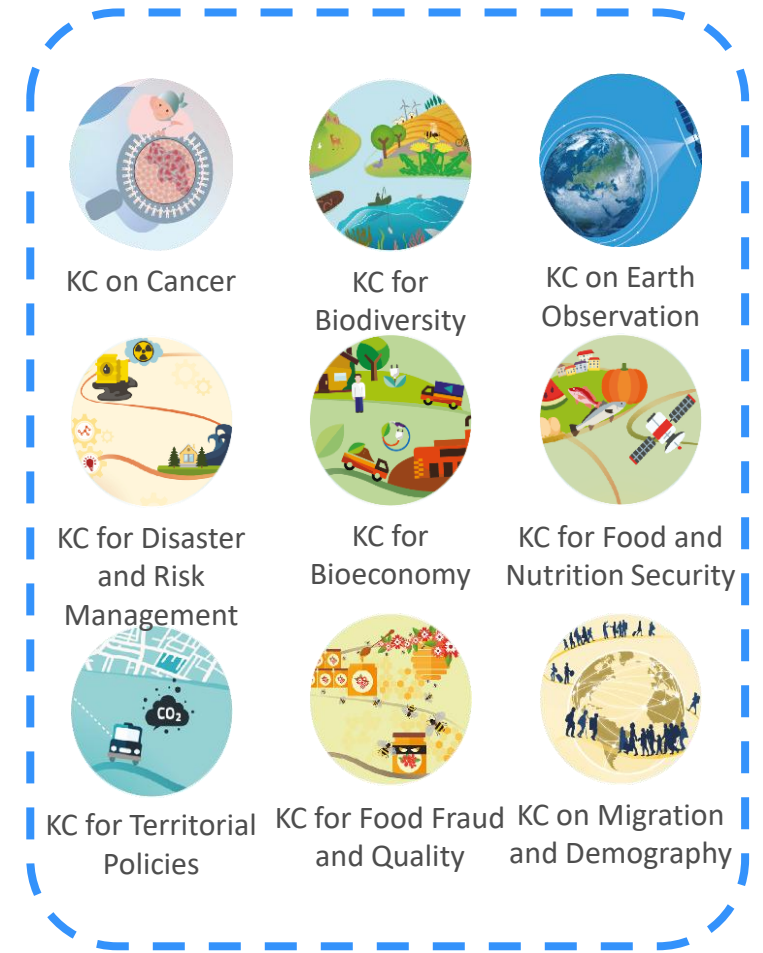 KC on Cancer
KC for
Biodiversity
KC on Earth
Observation
KC for Disaster
and Risk
Management
KC for
Bioeconomy
KC for Food and
Nutrition Security
CO₂
KC for Territorial
Policies
KC for Food Fraud
and Quality
KC on Migration
and Demography